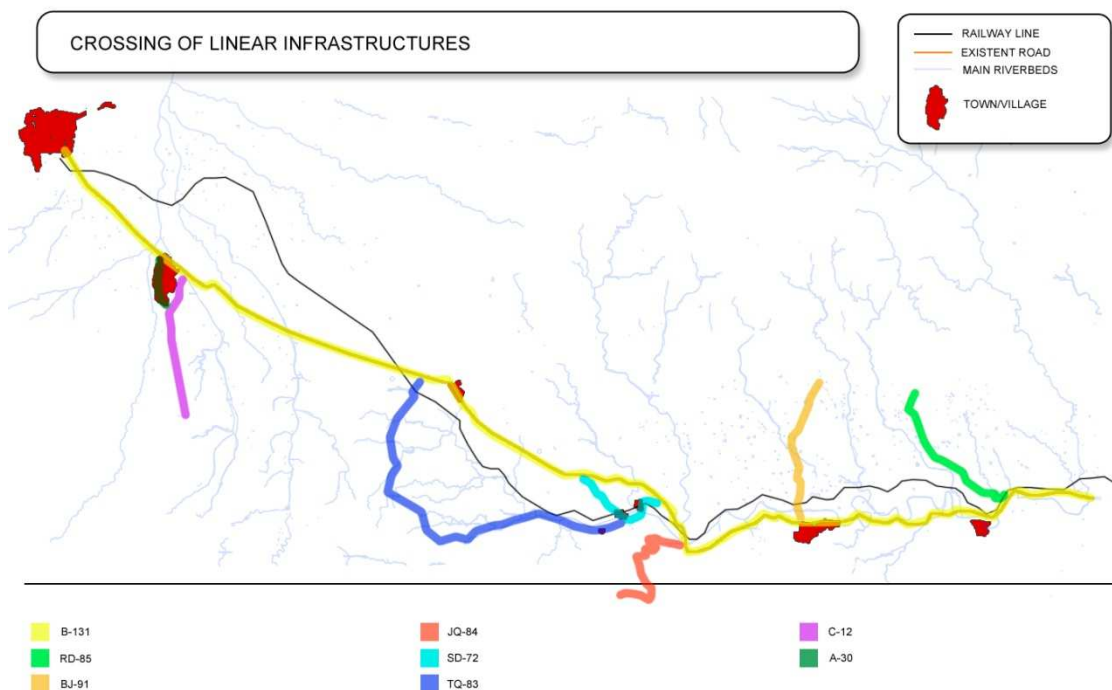 CROSSING OF LINEAR INFRASTRUCTURES
RAILWAY LINE
EXISTENT ROAD
MAIN RIVERBEDS
TOWN/VILLAGE
B-131
RD-85
BJ-91
JQ-84
SD-72
TQ-83
C-12
A-30